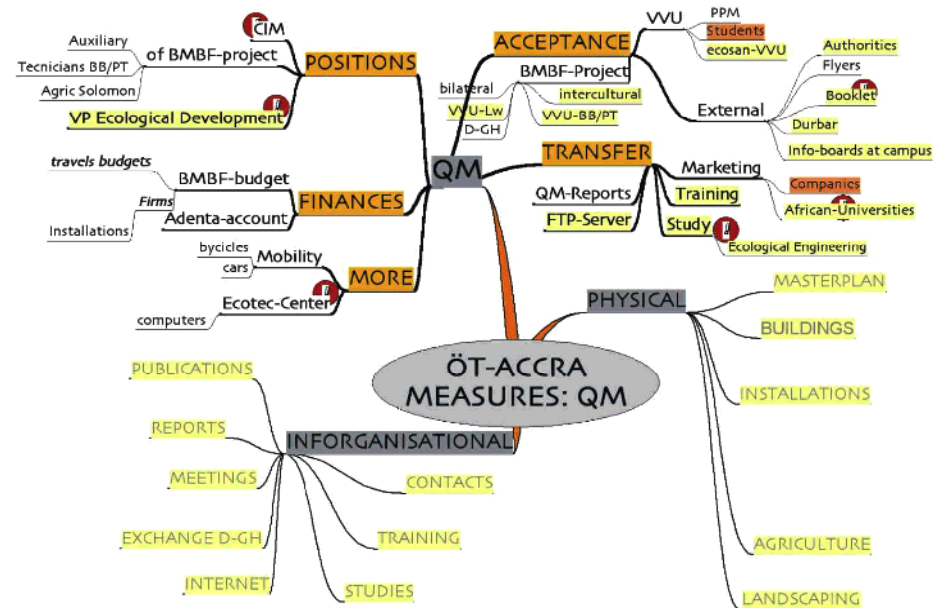 ÖT-ACCRA
MEASURES: QM
QM
POSITIONS
CIM
of BMBF-project
Auxiliary
Tecnicians BB/PT
Agric Solomon
VP Ecological Development
FINANCES
BMBF-budget
travels budgets
Firms
Installations
Adenta-account
MORE
Mobility
bycicles
cars
Ecotec-Center
computers
ACCEPTANCE
VVU
PPM
Students
ecosan-VVU
BMBF-Project
bilateral
VVU-Lw
D-GH
intercultural
VVU-BB/PT
External
Authorities
Flyers
Booklet
Durbar
Info-boards at campus
TRANSFER
Marketing
Companies
African-Universities
QM-Reports
Training
FTP-Server
Study
Ecological Engineering
PHYSICAL
MASTERPLAN
BUILDINGS
INSTALLATIONS
AGRICULTURE
LANDSCAPING
INFORGANISATIONAL
PUBLICATIONS
REPORTS
MEETINGS
EXCHANGE D-GH
INTERNET
CONTACTS
TRAINING
STUDIES